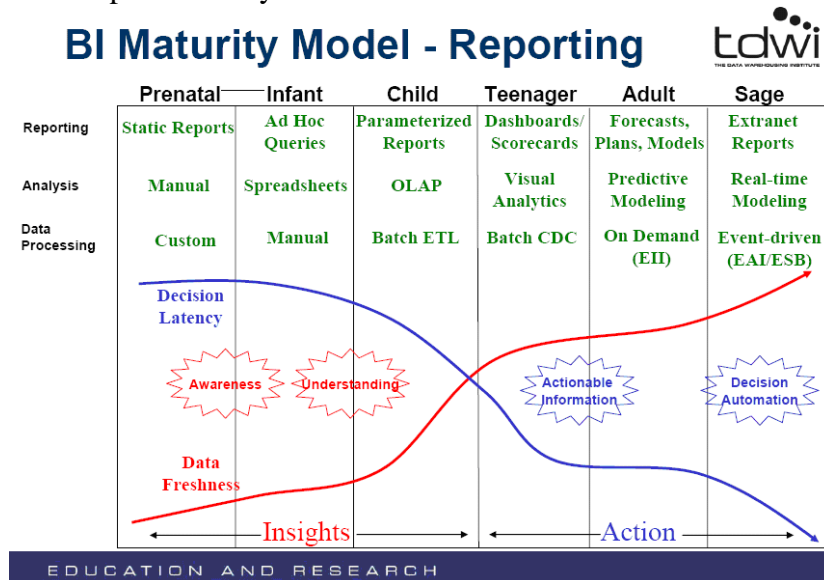 BI Maturity Model - Reporting
tdwi
THE DATA WAREHOUSING INSTITUTE
Prenatal Infant Child Teenager Adult Sage
Reporting
Static Reports
Ad Hoc
Queries
Parameterized
Reports
Dashboards/
Scorecards
Forecasts,
Plans, Models
Extranet
Reports
Analysis
Manual
Spreadsheets
OLAP
Visual
Analytics
Predictive
Modeling
Real-time
Modeling
Data
Processing
Custom
Manual
Batch ETL
Batch CDC
On Demand
(EII)
Event-driven
(EAI/ESB)
Decision
Latency
Awareness
Understanding
Actionable
Information
Decision
Automation
Data
Freshness
Insights
Action
EDUCATION AND RESEARCH